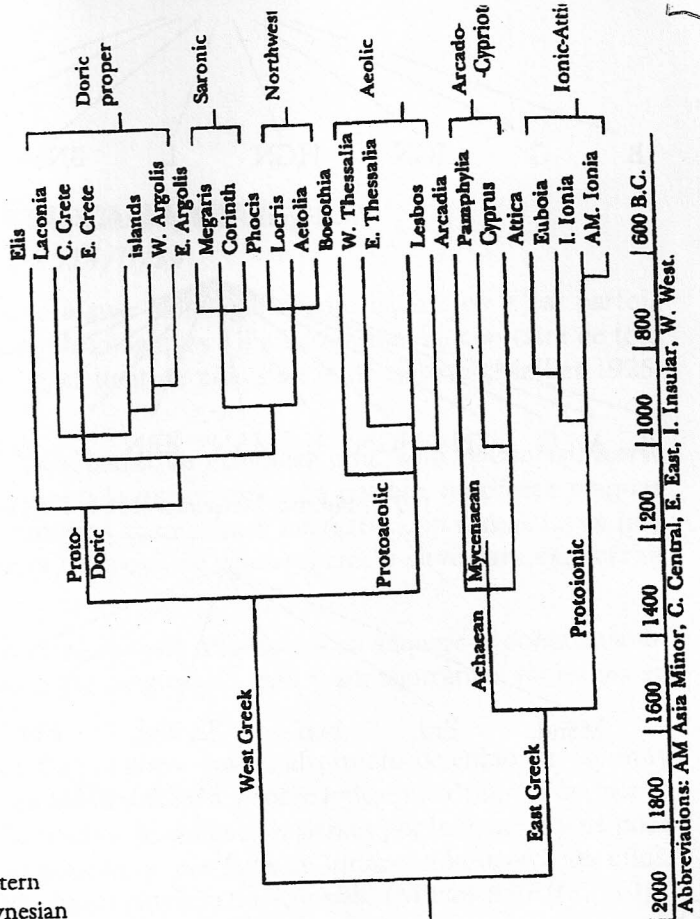 Doric
proper
Saronic
Northwest
Aeolic
Arcado-
-Cypriot
Ionic-Atti
Elis
Laconia
C. Crete
E. Crete
islands
W. Argolis
E. Argolis
Megaris
Corinth
Phocis
Locris
Aetolia
Boeothia
W. Thessalia
E. Thessalia
Lesbos
Arcadia
Pamphylia
Cyprus
Attica
Euboia
I. Ionia
AM. Ionia
Proto-
Doric
Protoaeolic
Mycenaean
Achaean
Protoionic
West Greek
East Greek
2000 1800 1600 1400 1200 1000 800 600 B.C.
Abbreviations: AM Asia Minor, C. Central, E. East, I. Insular, W. West.
tern
ynesian